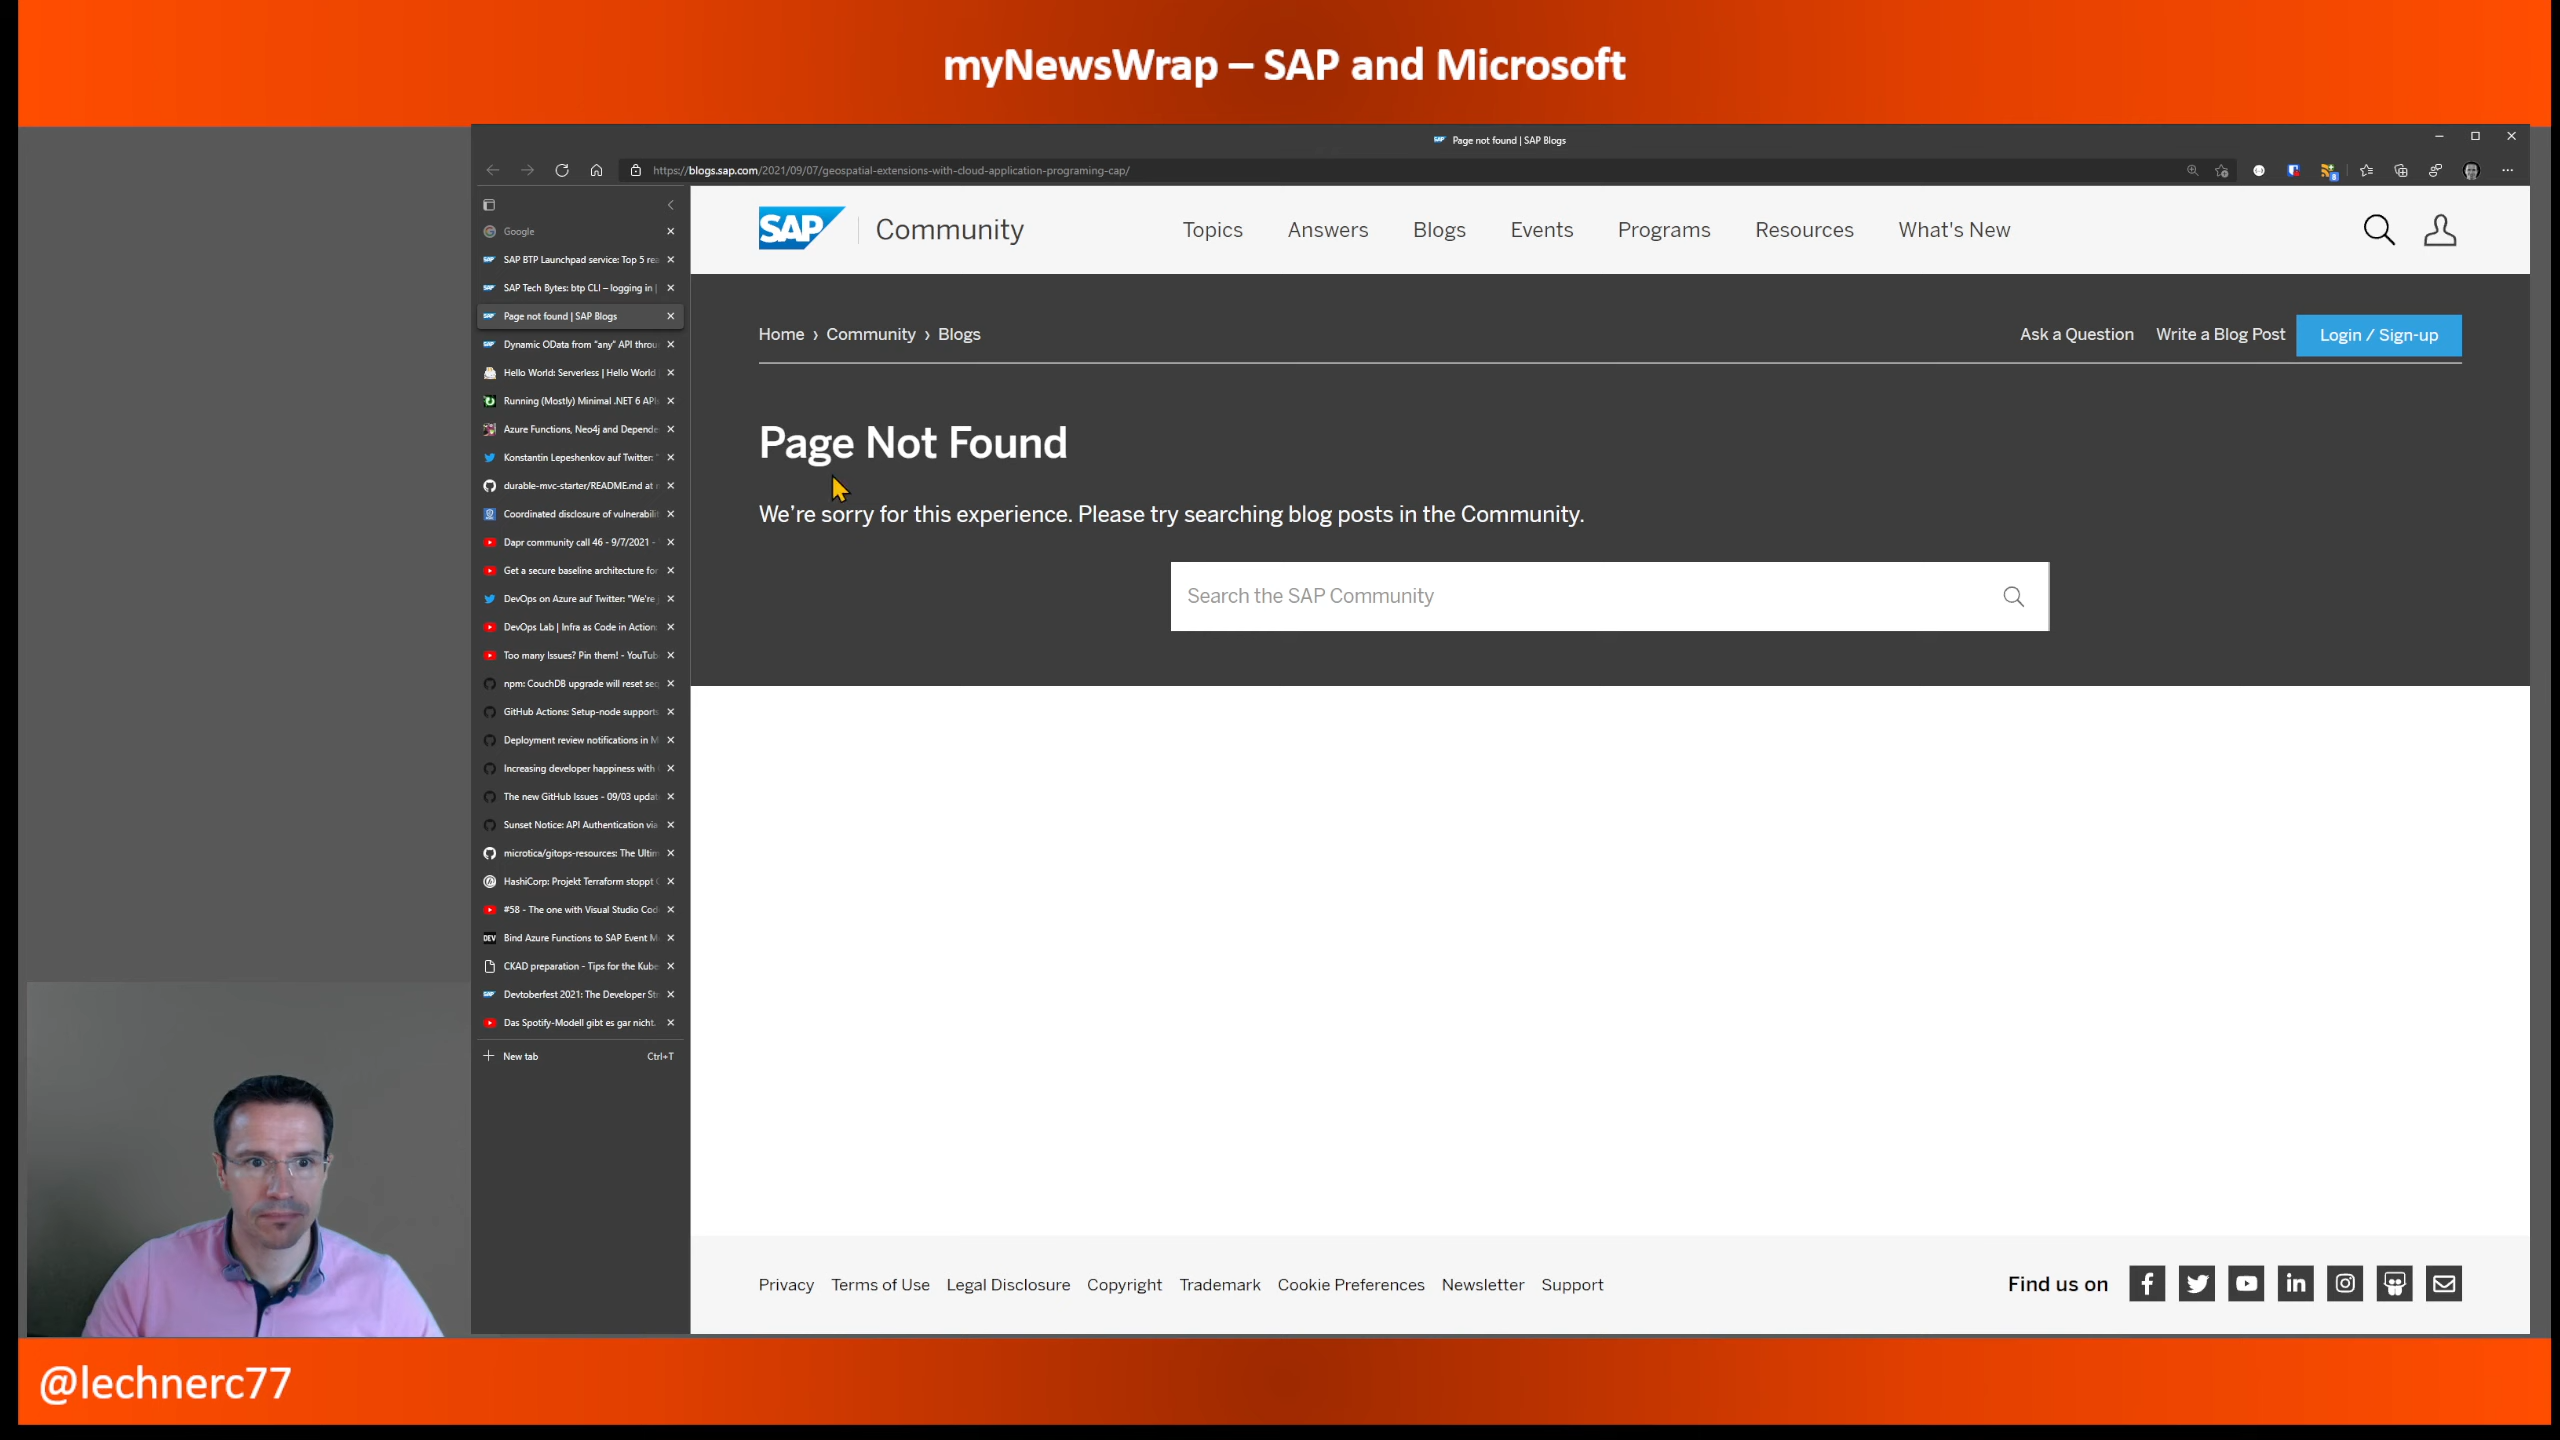 myNewsWrap – SAP and Microsoft
Page not found | SAP Blogs
https://blogs.sap.com/2021/09/07/geospatial-extensions-with-cloud-application-programing-cap/
Google
SAP BTP Launchpad service: Top 5 rea
SAP Tech Bytes: btp CLI – logging in |
Page not found | SAP Blogs
Dynamic OData from "any" API throu
Hello World: Serverless | Hello World
Running (Mostly) Minimal .NET 6 API
Azure Functions, Neo4j and Depende
Konstantin Lepeshenkov auf Twitter: "
durable-mvc-starter/README.md at
Coordinated disclosure of vulnerabili
Dapr community call 46 - 9/7/2021 -
Get a secure baseline architecture for
DevOps on Azure auf Twitter: "We're
DevOps Lab | Infra as Code in Action:
Too many Issues? Pin them! - YouTub
npm: CouchDB upgrade will reset seq
GitHub Actions: Setup-node supports
Deployment review notifications in M
Increasing developer happiness with
The new GitHub Issues - 09/03 updat
Sunset Notice: API Authentication via
microtica/gitops-resources: The Ultim
HashiCorp: Projekt Terraform stoppt
#58 - The one with Visual Studio Cod
DEV Bind Azure Functions to SAP Event M
CKAD preparation - Tips for the Kube
Devtoberfest 2021: The Developer Str
Das Spotify-Modell gibt es gar nicht.
New tab Ctrl+T
SAP Community Topics Answers Blogs Events Programs Resources What's New
Home › Community › Blogs Ask a Question Write a Blog Post Login / Sign-up
Page Not Found
We're sorry for this experience. Please try searching blog posts in the Community.
Search the SAP Community
Privacy Terms of Use Legal Disclosure Copyright Trademark Cookie Preferences Newsletter Support Find us on
@lechnerc77